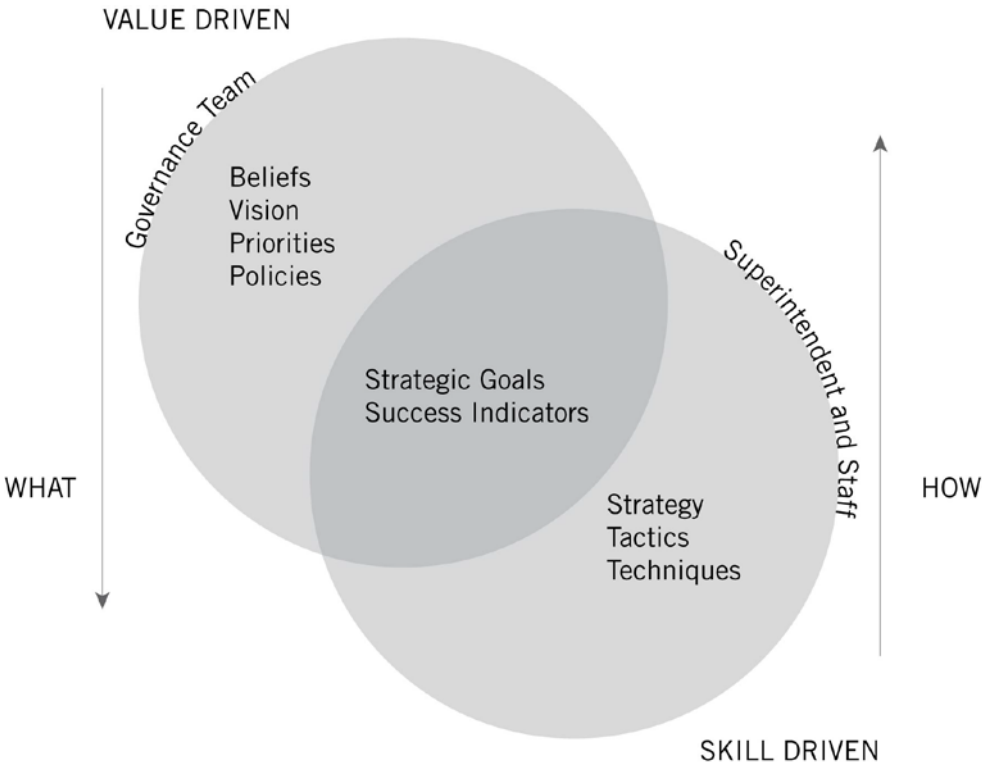 VALUE DRIVEN
Governance Team
Beliefs
Vision
Priorities
Policies
Superintendent and Staff
Strategic Goals
Success Indicators
WHAT
HOW
Strategy
Tactics
Techniques
SKILL DRIVEN